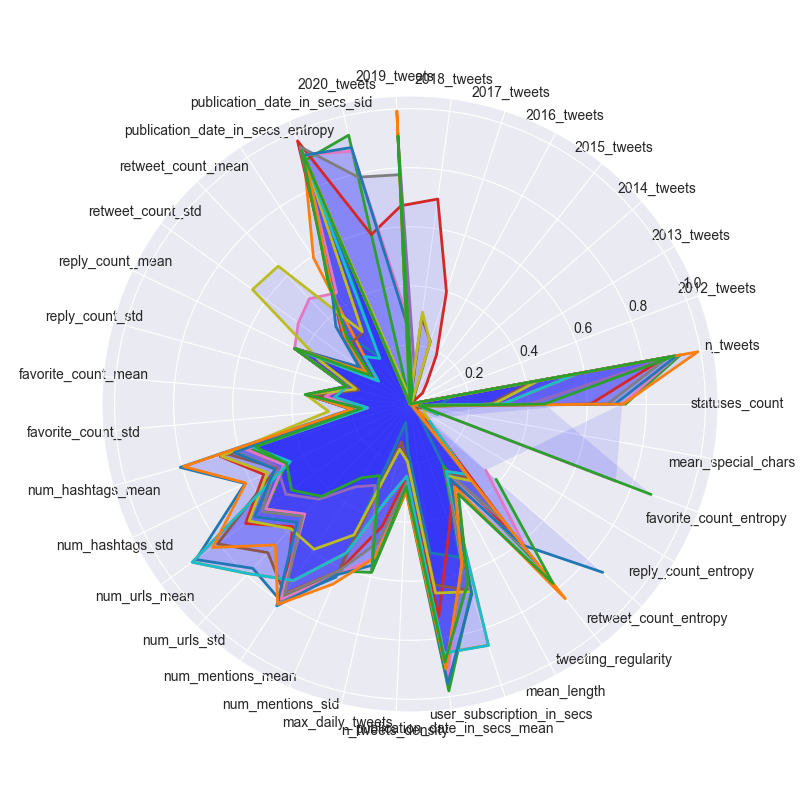 2019_tweets
2018_tweets
2020_tweets
2017_tweets
publication_date_in_secs_std
2016_tweets
publication_date_in_secs_entropy
2015_tweets
retweet_count_mean
2014_tweets
retweet_count_std
2013_tweets
reply_count_mean
2012_tweets
1.0
0.8
reply_count_std
0.6
n_tweets
0.4
favorite_count_mean
0.2
statuses_count
favorite_count_std
mean_special_chars
num_hashtags_mean
favorite_count_entropy
num_hashtags_std
reply_count_entropy
num_urls_mean
retweet_count_entropy
num_urls_std
tweeting_regularity
num_mentions_mean
mean_length
num_mentions_std
user_subscription_in_secs
max_daily_tweets
publication_date_in_secs_mean
n_tweets_density